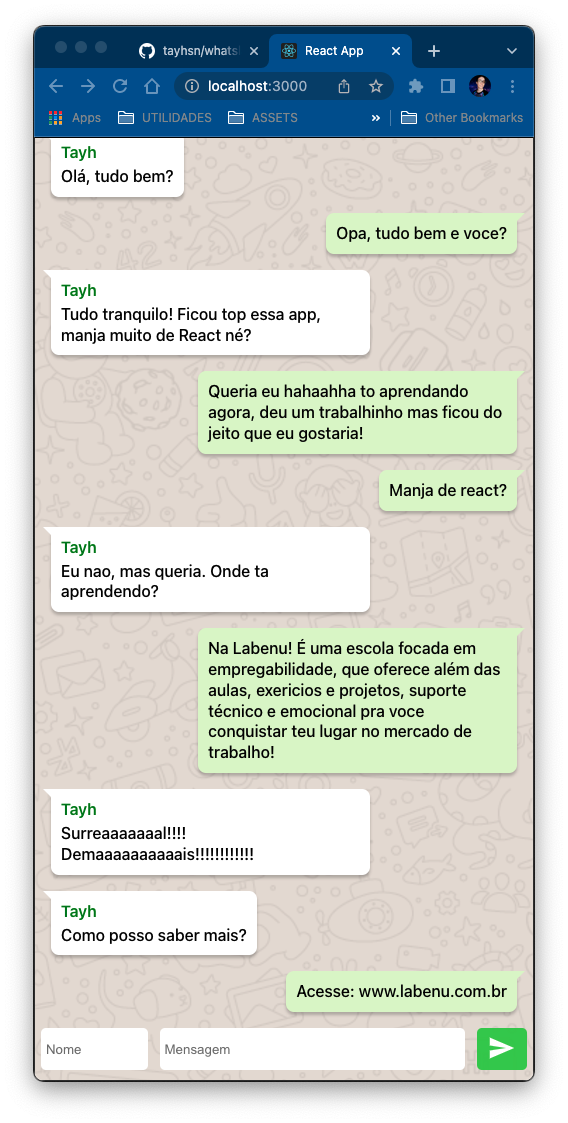 tayhsn/whats
React App
localhost:3000
Apps
UTILIDADES
ASSETS
»
Other Bookmarks
Tayh
Olá, tudo bem?
Opa, tudo bem e voce?
Tayh
Tudo tranquilo! Ficou top essa app,
manja muito de React né?
Queria eu hahaahha to aprendando
agora, deu um trabalhinho mas ficou do
jeito que eu gostaria!
Manja de react?
Tayh
Eu nao, mas queria. Onde ta
aprendendo?
Na Labenu! É uma escola focada em
empregabilidade, que oferece além das
aulas, exericios e projetos, suporte
técnico e emocional pra voce
conquistar teu lugar no mercado de
trabalho!
Tayh
Surreaaaaaaal!!!!
Demaaaaaaaaaais!!!!!!!!!!!!
Tayh
Como posso saber mais?
Acesse: www.labenu.com.br
Nome
Mensagem